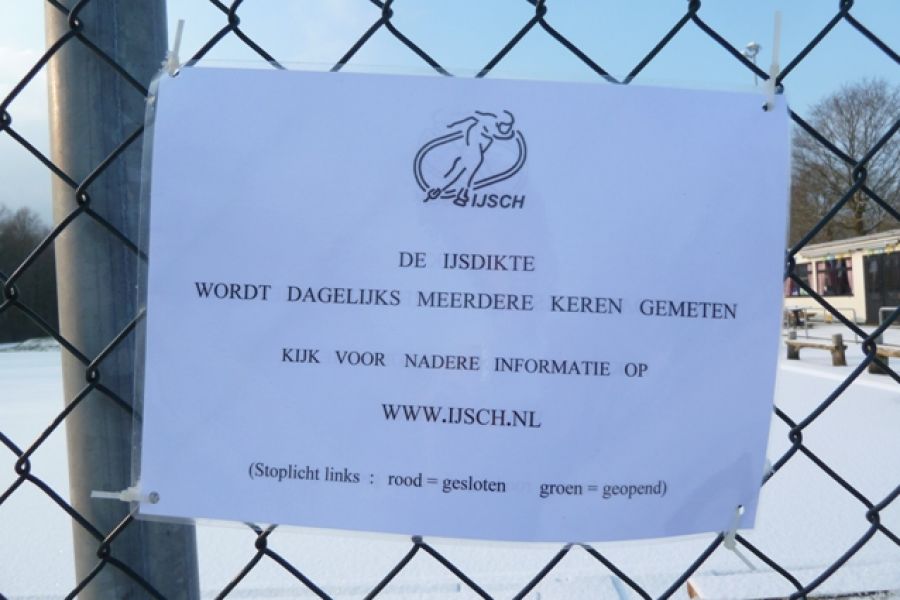 IJSCH
DE IJSDIKTE
WORDT DAGELIJKS MEERDERE KEREN GEMETEN
KIJK VOOR NADERE INFORMATIE OP
WWW.IJSCH.NL
(Stoplicht links : rood = gesloten groen = geopend)